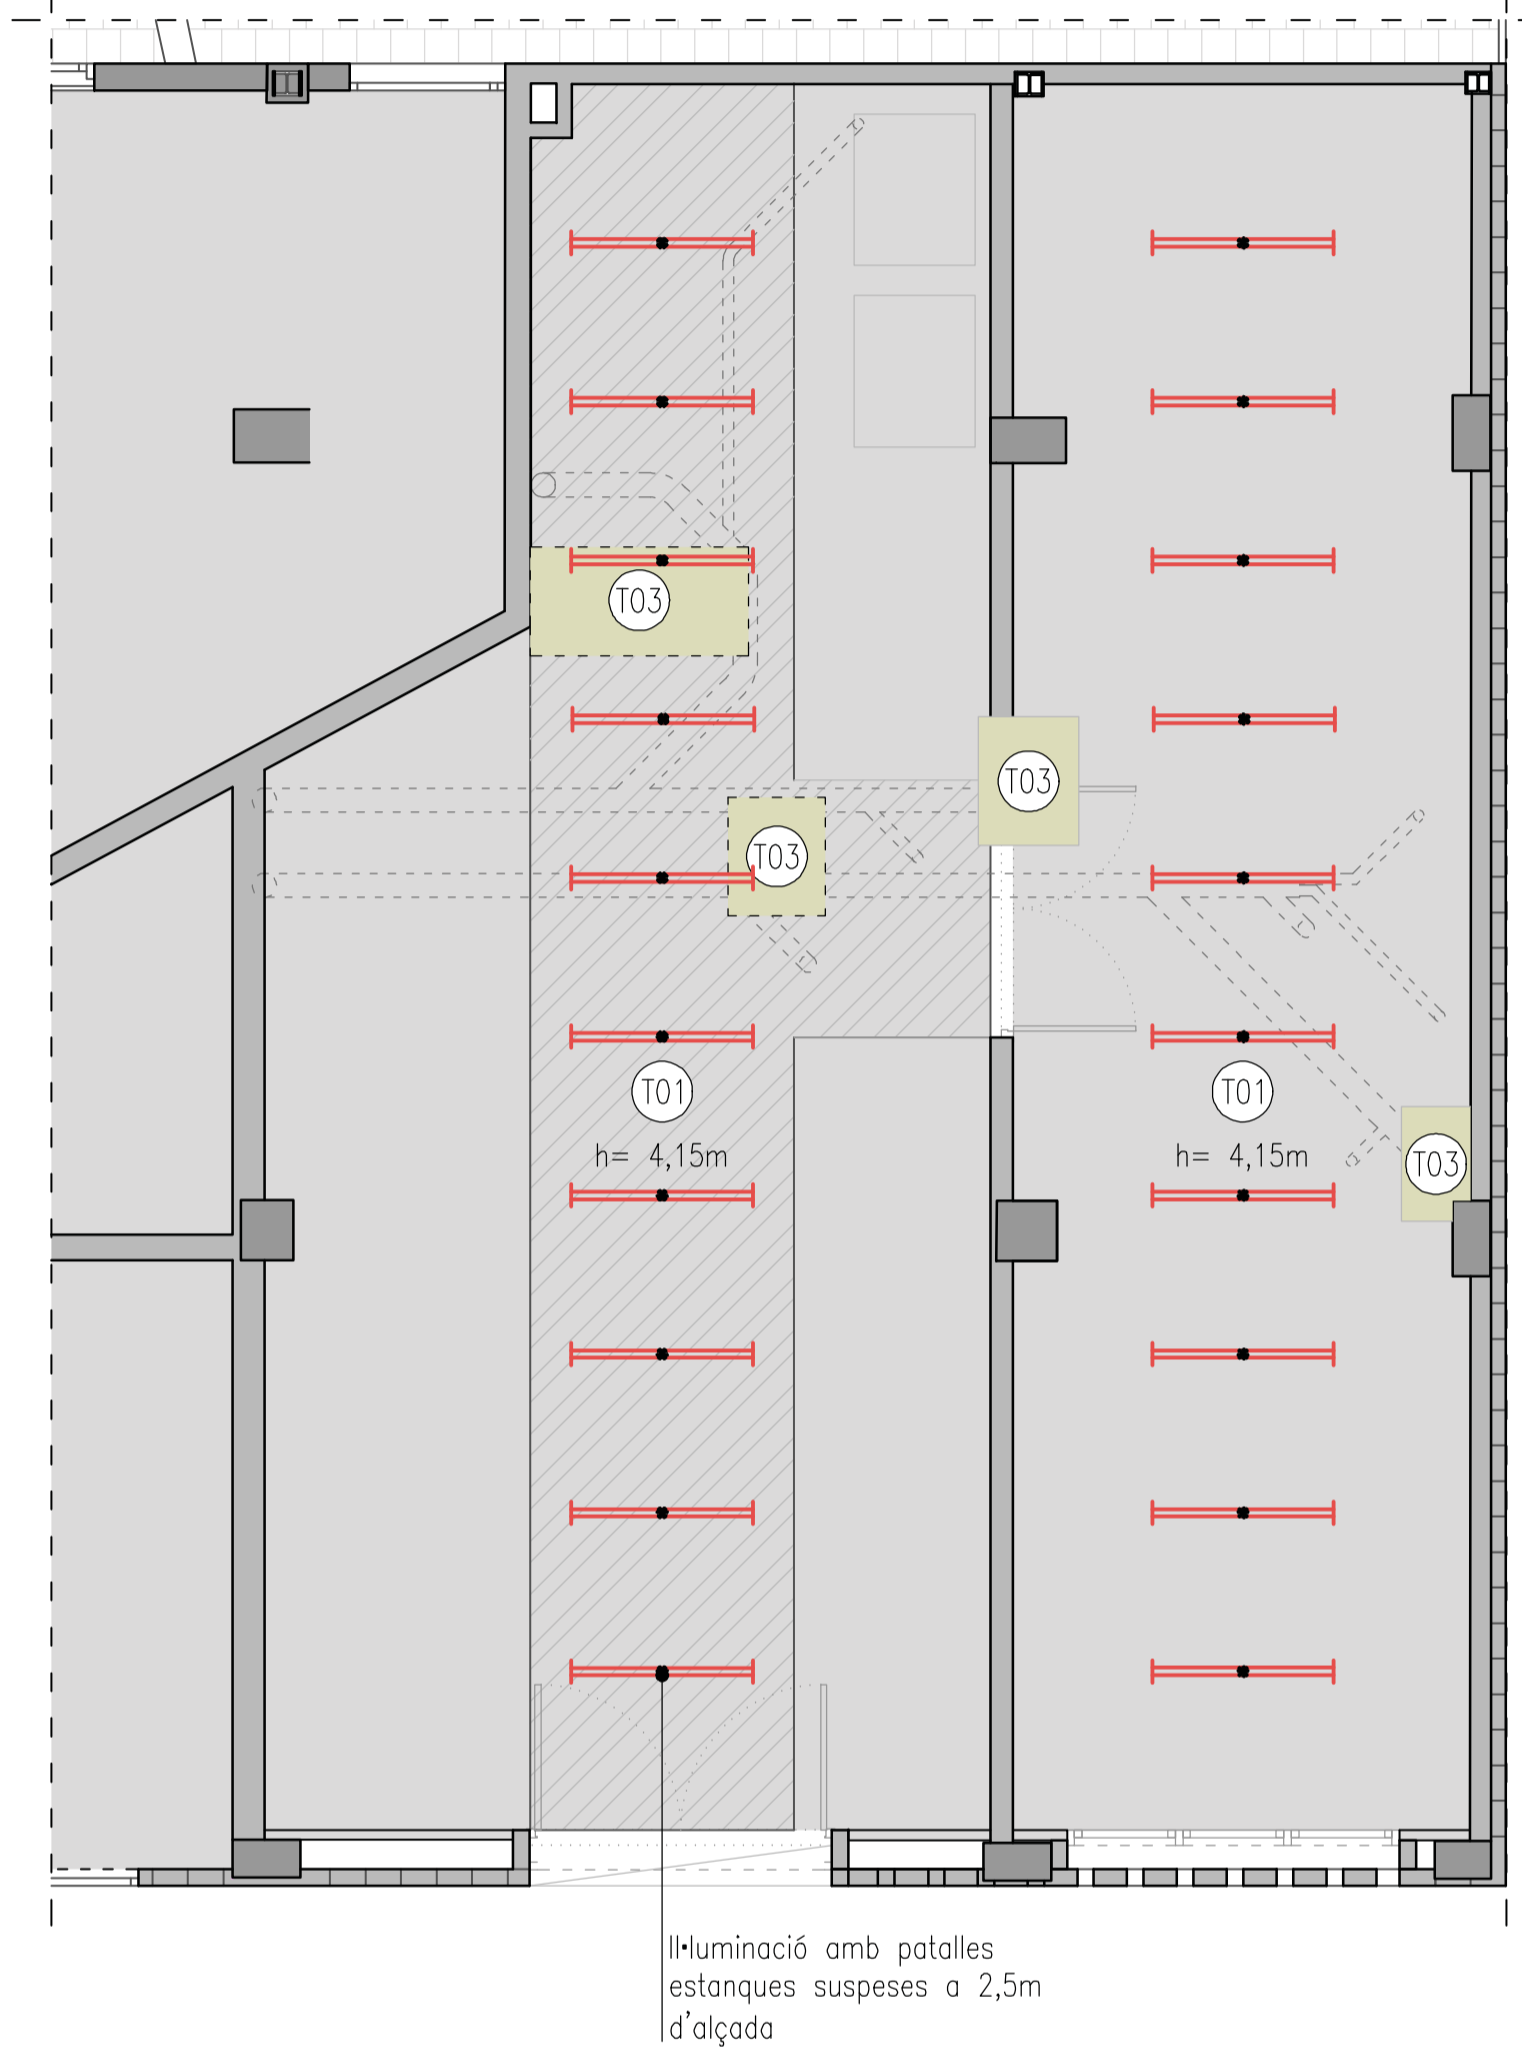 T03
T03
T03
T01
h= 4,15m
T01
h= 4,15m
T03
Il·luminació amb patalles
estanques suspeses a 2,5m
d'alçada